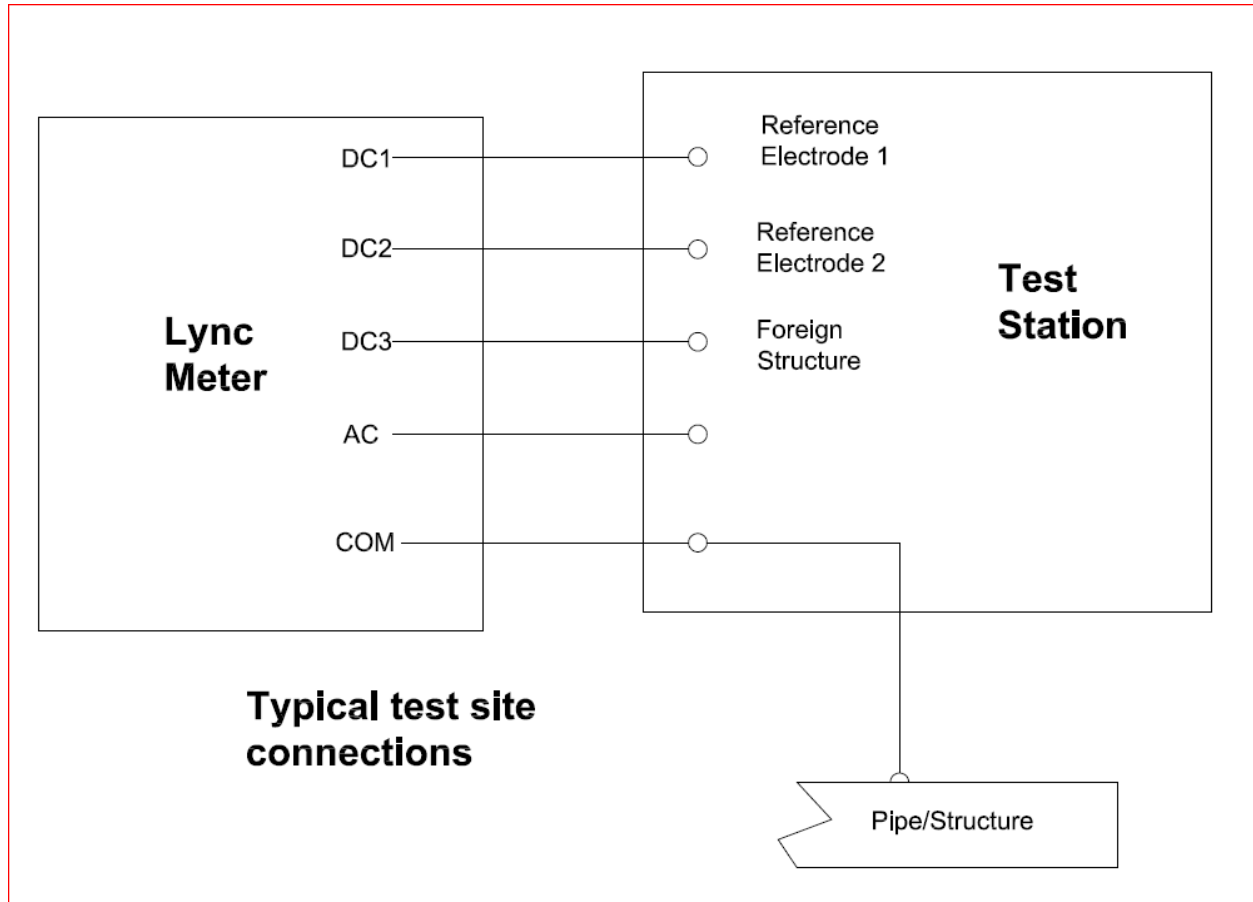 DC1
DC2
DC3
AC
COM
Lync
Meter
Reference
Electrode 1
Reference
Electrode 2
Foreign
Structure
Test
Station
Typical test site
connections
Pipe/Structure